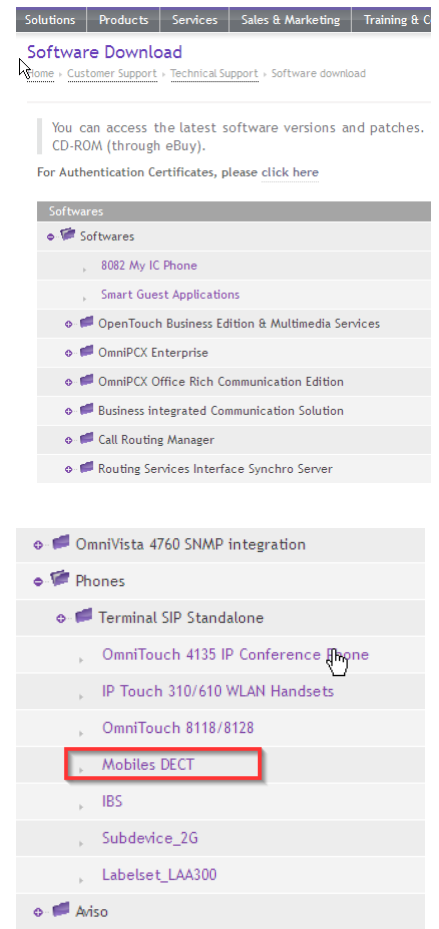 Solutions Products Services Sales & Marketing Training & C
Software Download
Home › Customer Support › Technical Support › Software download
You can access the latest software versions and patches.
CD-ROM (through eBuy).
For Authentication Certificates, please click here
Softwares
Softwares
8082 My IC Phone
Smart Guest Applications
OpenTouch Business Edition & Multimedia Services
OmniPCX Enterprise
OmniPCX Office Rich Communication Edition
Business integrated Communication Solution
Call Routing Manager
Routing Services Interface Synchro Server
OmniVista 4760 SNMP integration
Phones
Terminal SIP Standalone
OmniTouch 4135 IP Conference Phone
IP Touch 310/610 WLAN Handsets
OmniTouch 8118/8128
Mobiles DECT
IBS
Subdevice_2G
Labelset_LAA300
Aviso